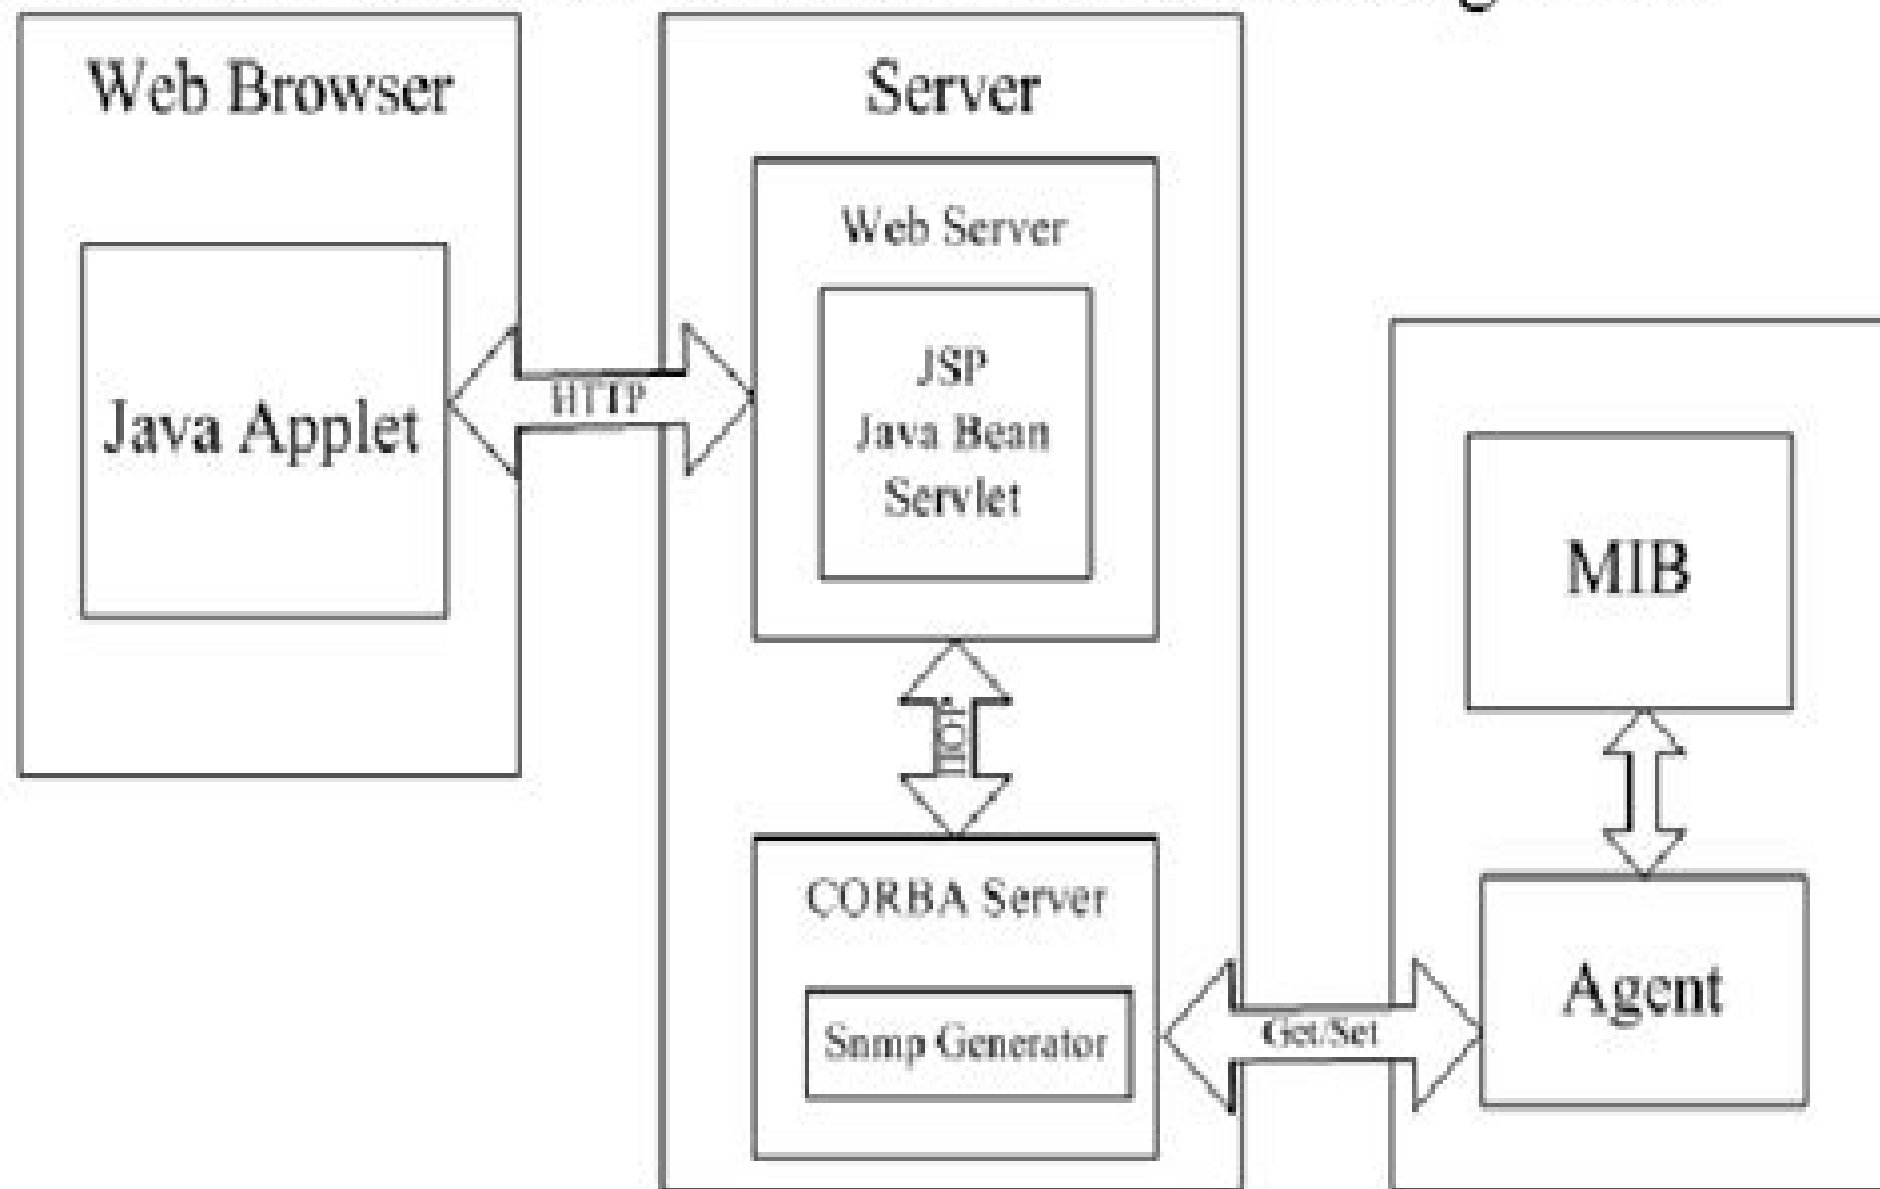 Web Browser
Java Applet
HTTP
Server
Web Server
JSP
Java Bean
Servlet
IIOP
CORBA Server
Snmp Generator
Get/Set
MIB
Agent